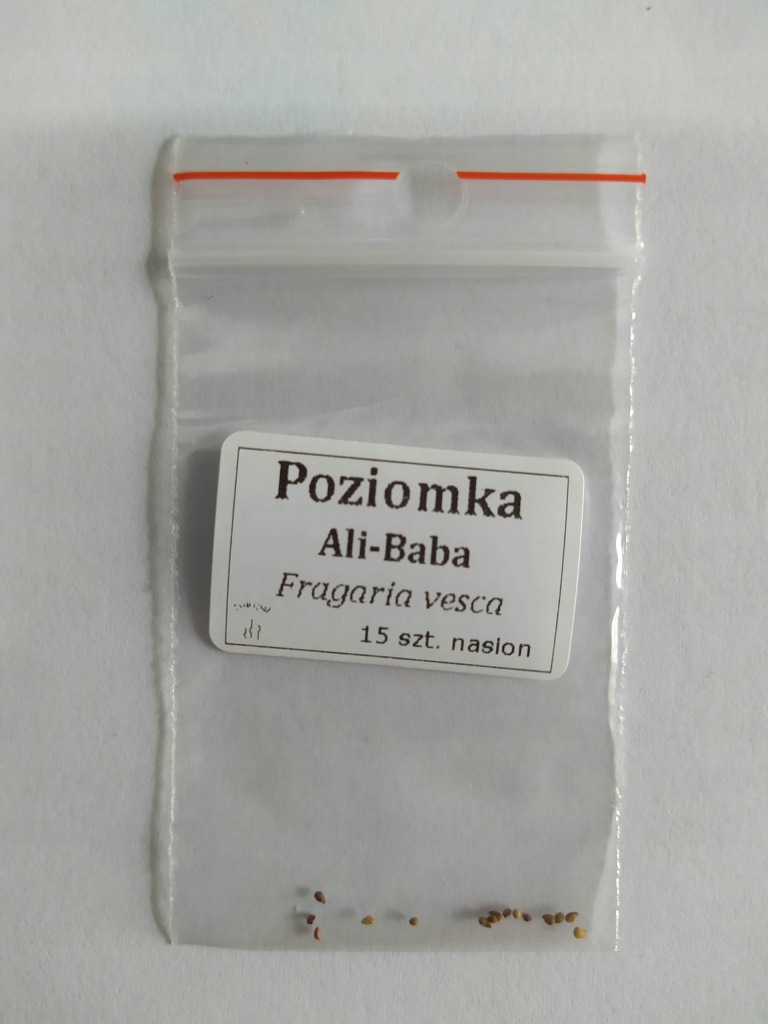 Poziomka
Ali-Baba
Fragaria vesca
15 szt. nasion